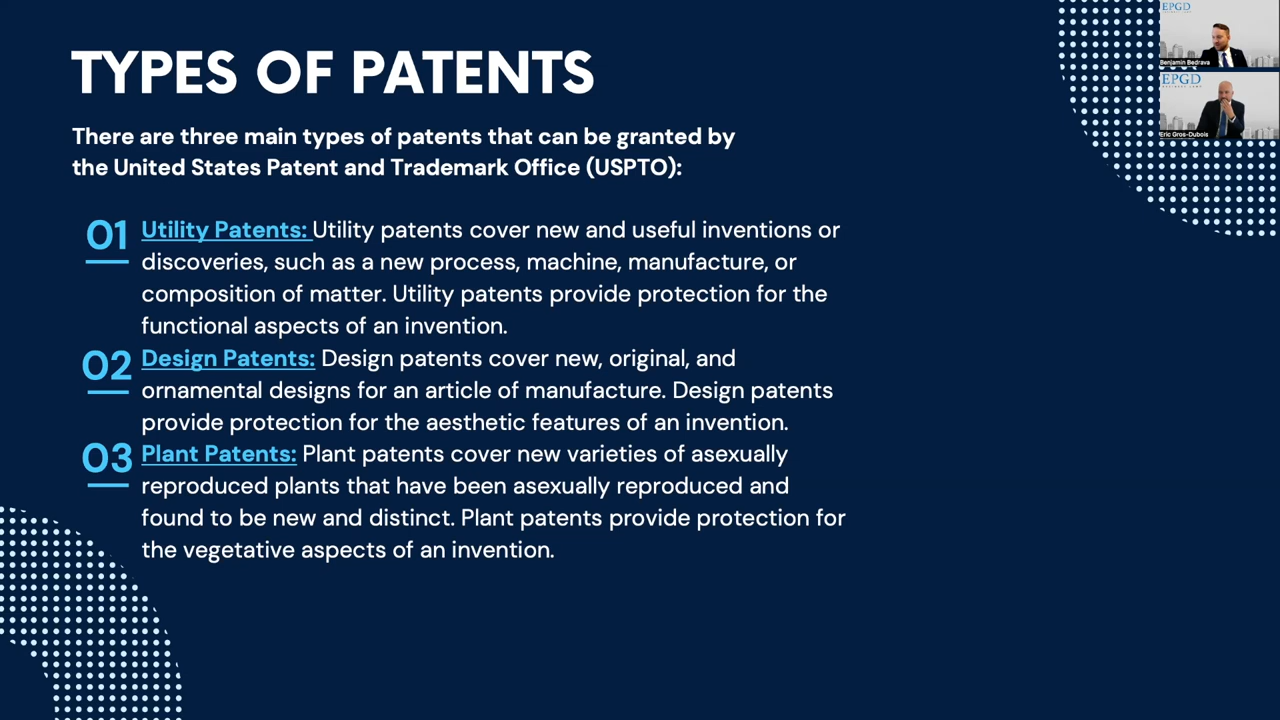 TYPES OF PATENTS
There are three main types of patents that can be granted by
the United States Patent and Trademark Office (USPTO):
01
Utility Patents: Utility patents cover new and useful inventions or
discoveries, such as a new process, machine, manufacture, or
composition of matter. Utility patents provide protection for the
functional aspects of an invention.
02
Design Patents: Design patents cover new, original, and
ornamental designs for an article of manufacture. Design patents
provide protection for the aesthetic features of an invention.
03
Plant Patents: Plant patents cover new varieties of asexually
reproduced plants that have been asexually reproduced and
found to be new and distinct. Plant patents provide protection for
the vegetative aspects of an invention.
EPGD
Benjamin Bedrava
EPGD
BUSINESS LAW
Eric Gros-Dubois